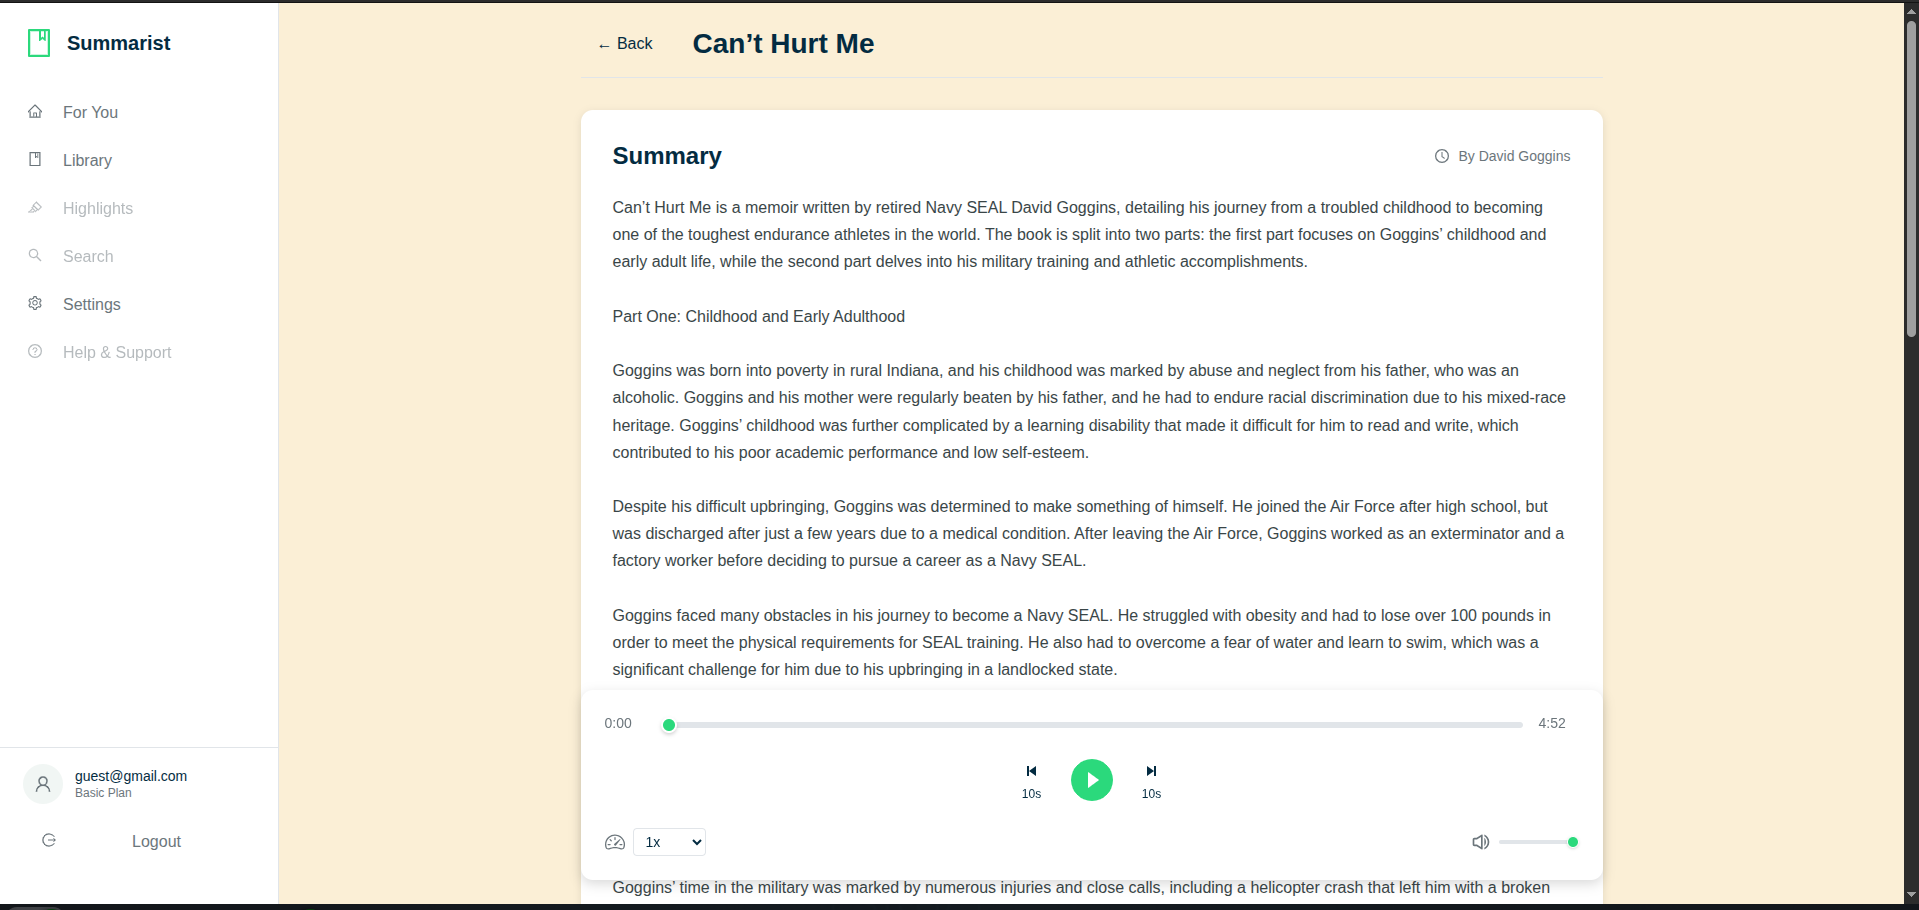 Summarist
For You
Library
Highlights
Search
Settings
Help & Support
guest@gmail.com
Basic Plan
Logout
← Back
Can’t Hurt Me
Summary
By David Goggins
Can’t Hurt Me is a memoir written by retired Navy SEAL David Goggins, detailing his journey from a troubled childhood to becoming
one of the toughest endurance athletes in the world. The book is split into two parts: the first part focuses on Goggins’ childhood and
early adult life, while the second part delves into his military training and athletic accomplishments.
Part One: Childhood and Early Adulthood
Goggins was born into poverty in rural Indiana, and his childhood was marked by abuse and neglect from his father, who was an
alcoholic. Goggins and his mother were regularly beaten by his father, and he had to endure racial discrimination due to his mixed-race
heritage. Goggins’ childhood was further complicated by a learning disability that made it difficult for him to read and write, which
contributed to his poor academic performance and low self-esteem.
Despite his difficult upbringing, Goggins was determined to make something of himself. He joined the Air Force after high school, but
was discharged after just a few years due to a medical condition. After leaving the Air Force, Goggins worked as an exterminator and a
factory worker before deciding to pursue a career as a Navy SEAL.
Goggins faced many obstacles in his journey to become a Navy SEAL. He struggled with obesity and had to lose over 100 pounds in
order to meet the physical requirements for SEAL training. He also had to overcome a fear of water and learn to swim, which was a
significant challenge for him due to his upbringing in a landlocked state.
0:00
4:52
10s
10s
1x
Goggins’ time in the military was marked by numerous injuries and close calls, including a helicopter crash that left him with a broken